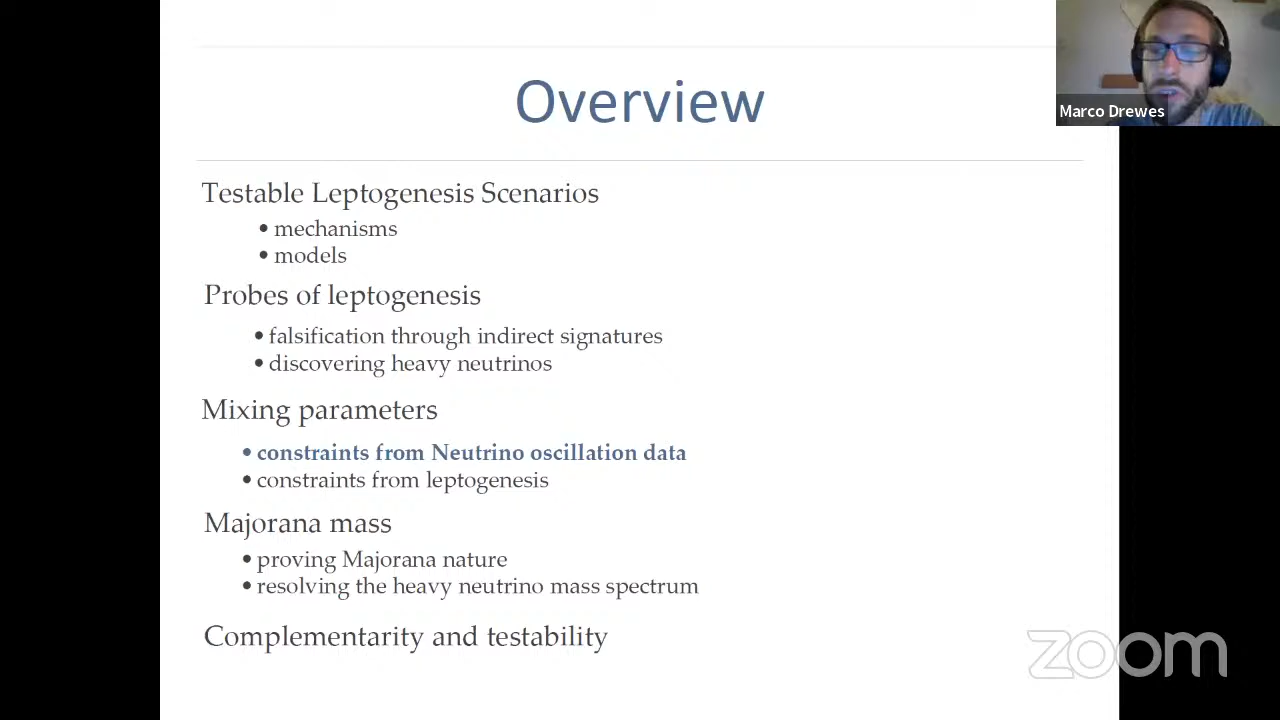 Overview
Marco Drewes
Testable Leptogenesis Scenarios
• mechanisms
• models
Probes of leptogenesis
• falsification through indirect signatures
• discovering heavy neutrinos
Mixing parameters
• constraints from Neutrino oscillation data
• constraints from leptogenesis
Majorana mass
• proving Majorana nature
• resolving the heavy neutrino mass spectrum
Complementarity and testability
zoom